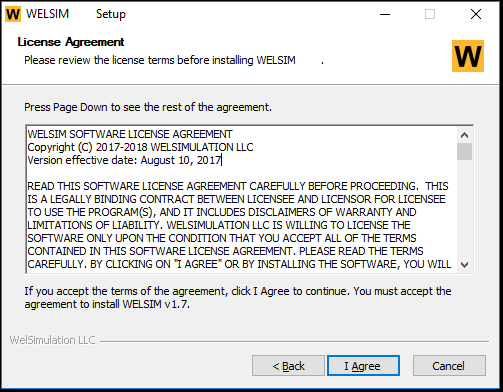 WELSIM Setup
License Agreement
Please review the license terms before installing WELSIM .
W
Press Page Down to see the rest of the agreement.
WELSIM SOFTWARE LICENSE AGREEMENT
Copyright (C) 2017-2018 WELSIMULATION LLC
Version effective date: August 10, 2017
READ THIS SOFTWARE LICENSE AGREEMENT CAREFULLY BEFORE PROCEEDING. THIS
IS A LEGALLY BINDING CONTRACT BETWEEN LICENSEE AND LICENSOR FOR LICENSEE
TO USE THE PROGRAM(S), AND IT INCLUDES DISCLAIMERS OF WARRANTY AND
LIMITATIONS OF LIABILITY. WELSIMULATION LLC IS WILLING TO LICENSE THE
SOFTWARE ONLY UPON THE CONDITION THAT YOU ACCEPT ALL OF THE TERMS
CONTAINED IN THIS SOFTWARE LICENSE AGREEMENT. PLEASE READ THE TERMS
CAREFULLY. BY CLICKING ON "I AGREE" OR BY INSTALLING THE SOFTWARE, YOU WILL
If you accept the terms of the agreement, click I Agree to continue. You must accept the
agreement to install WELSIM v1.7.
WelSimulation LLC
< Back I Agree Cancel